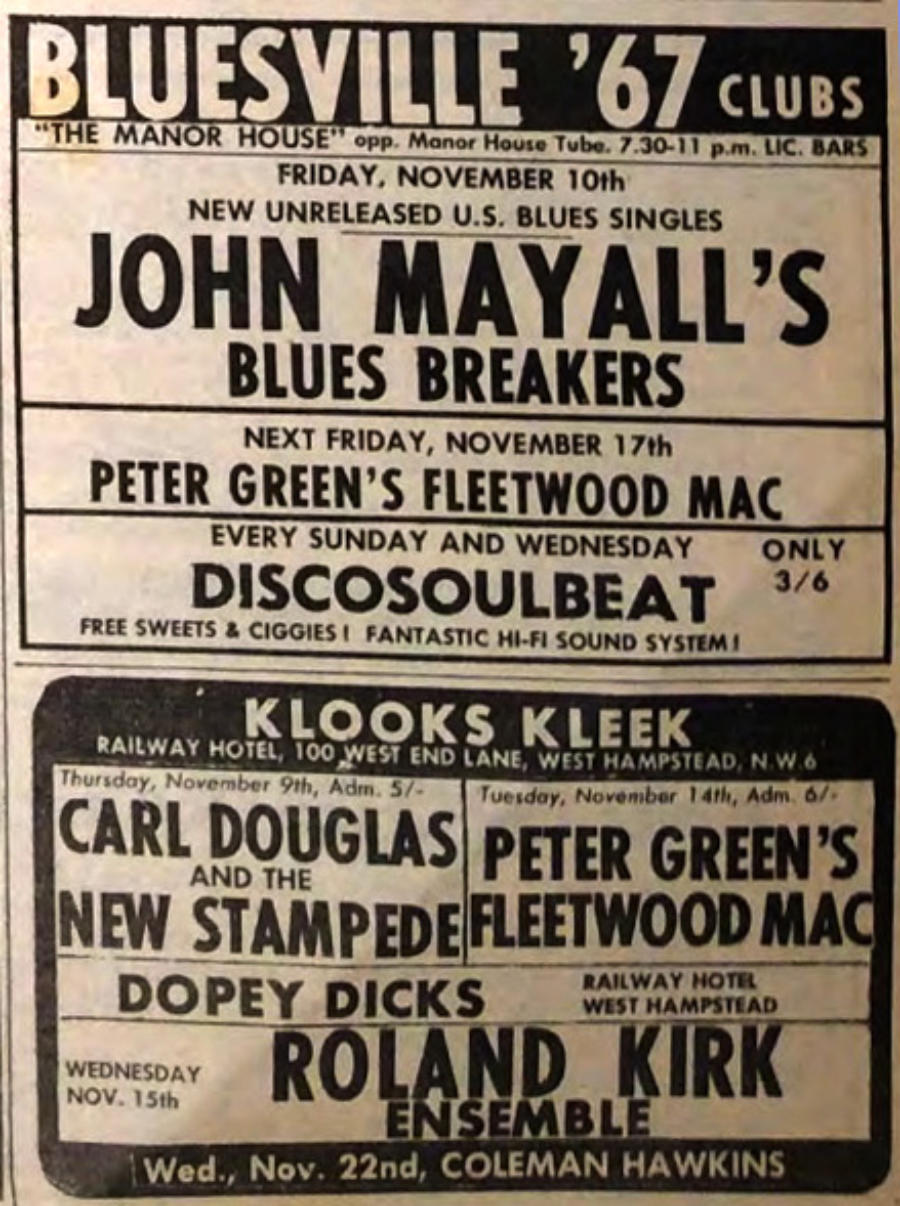 BLUESVILLE '67 CLUBS
"THE MANOR HOUSE" opp. Manor House Tube. 7.30-11 p.m. LIC. BARS
FRIDAY, NOVEMBER 10th
NEW UNRELEASED U.S. BLUES SINGLES
JOHN MAYALL'S
BLUES BREAKERS
NEXT FRIDAY, NOVEMBER 17th
PETER GREEN'S FLEETWOOD MAC
EVERY SUNDAY AND WEDNESDAY
DISCOSOULBEAT
ONLY
3/6
FREE SWEETS & CIGGIES! FANTASTIC HI-FI SOUND SYSTEM!
KLOOKS KLEEK
RAILWAY HOTEL, 100 WEST END LANE, WEST HAMPSTEAD, N.W.6
Thursday, November 9th, Adm. 5/-
CARL DOUGLAS
AND THE
NEW STAMPEDE
Tuesday, November 14th, Adm. 6/-
PETER GREEN'S
FLEETWOOD MAC
DOPEY DICKS
RAILWAY HOTEL
WEST HAMPSTEAD
WEDNESDAY
NOV. 15th
ROLAND KIRK
ENSEMBLE
Wed., Nov. 22nd, COLEMAN HAWKINS